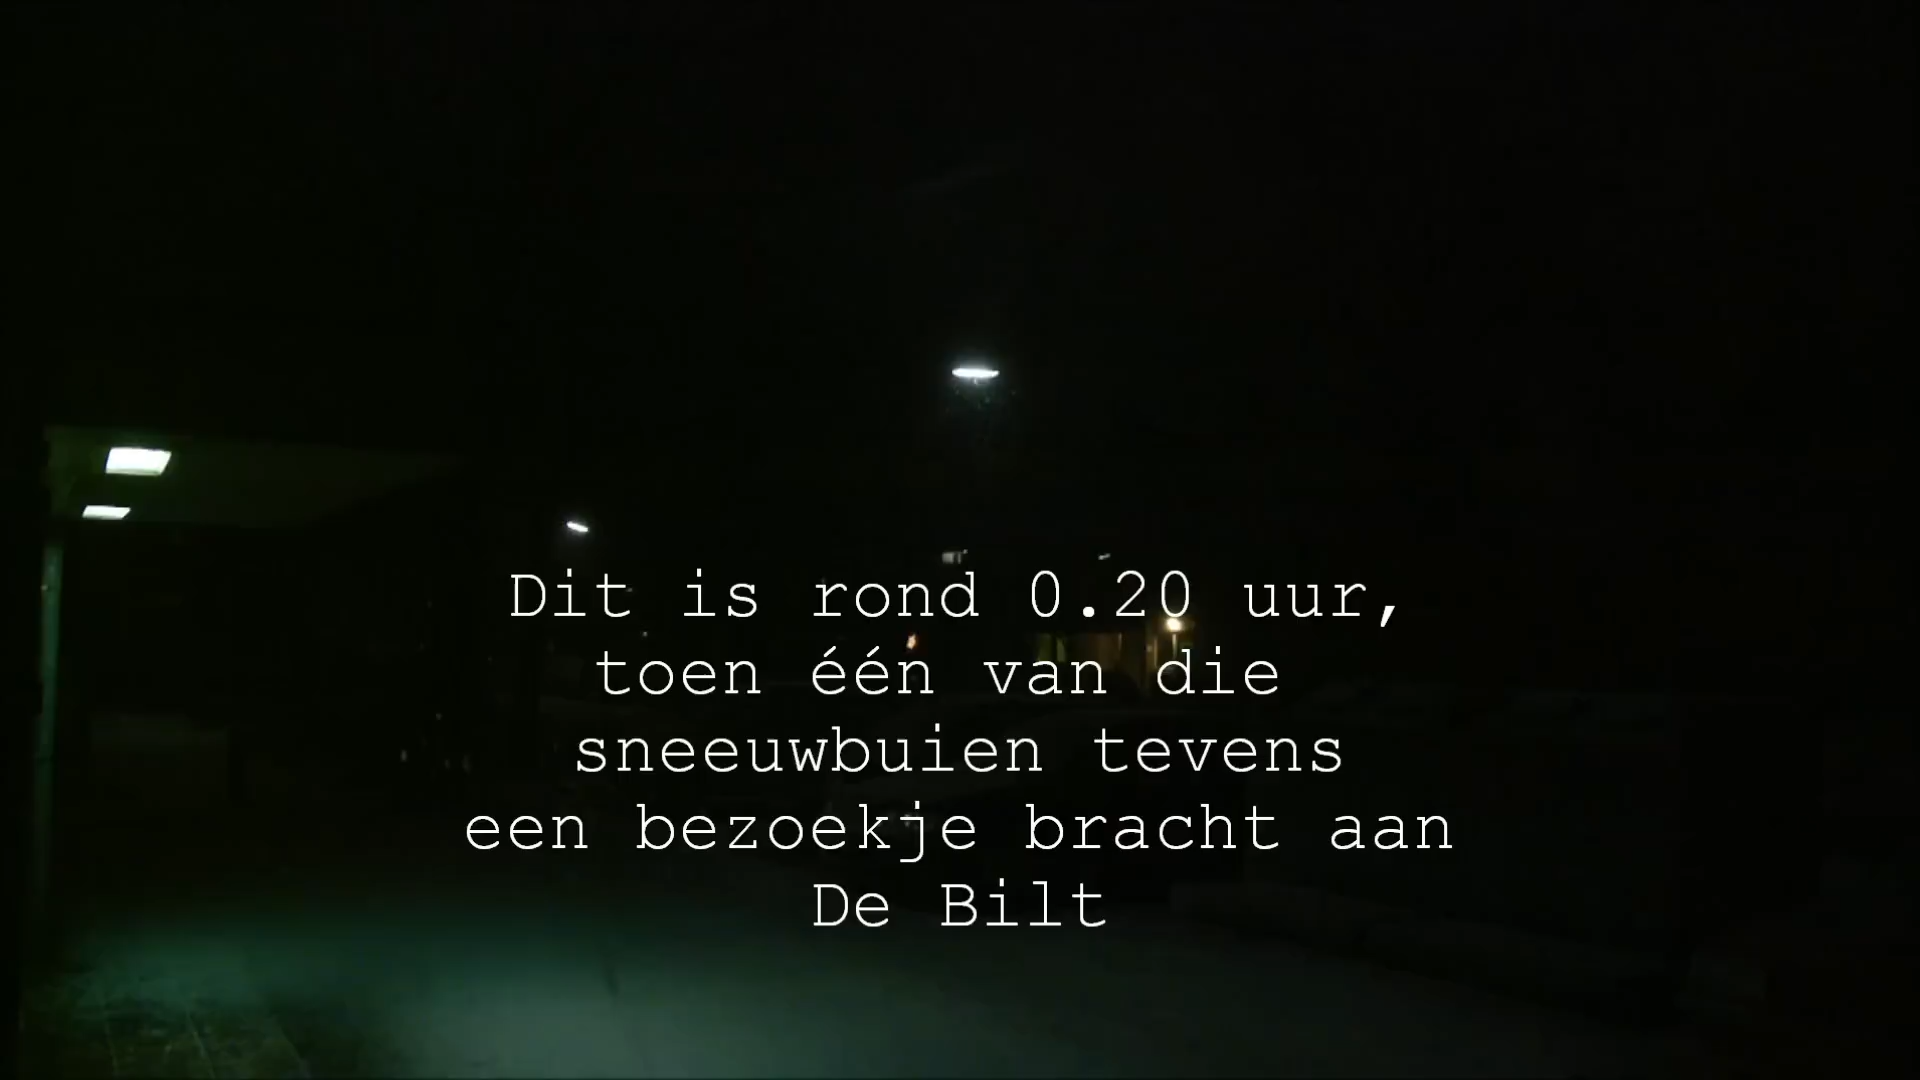 Dit is rond 0.20 uur,
toen één van die
sneeuwbuien tevens
een bezoekje bracht aan
De Bilt